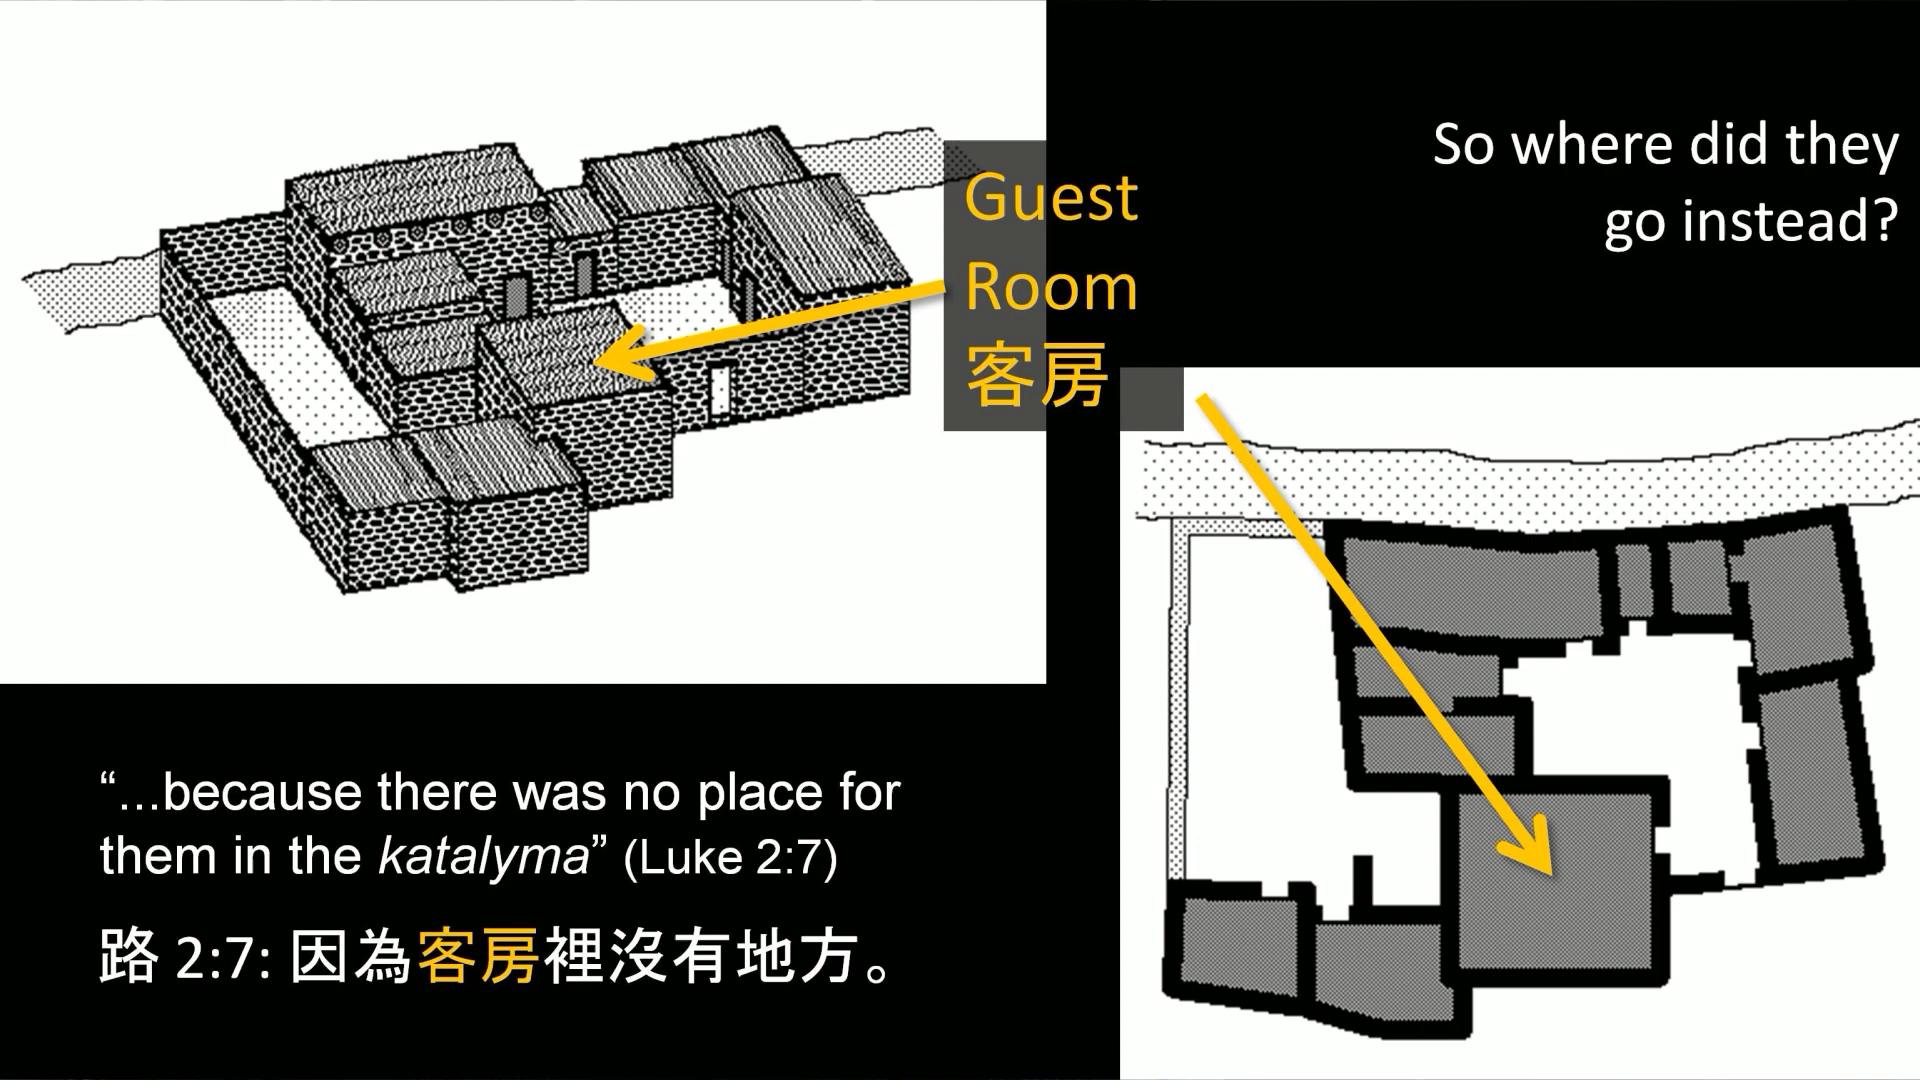 So where did they
go instead?
Guest
Room
客房
“...because there was no place for
them in the katalyma” (Luke 2:7)
路 2:7: 因為客房裡沒有地方。